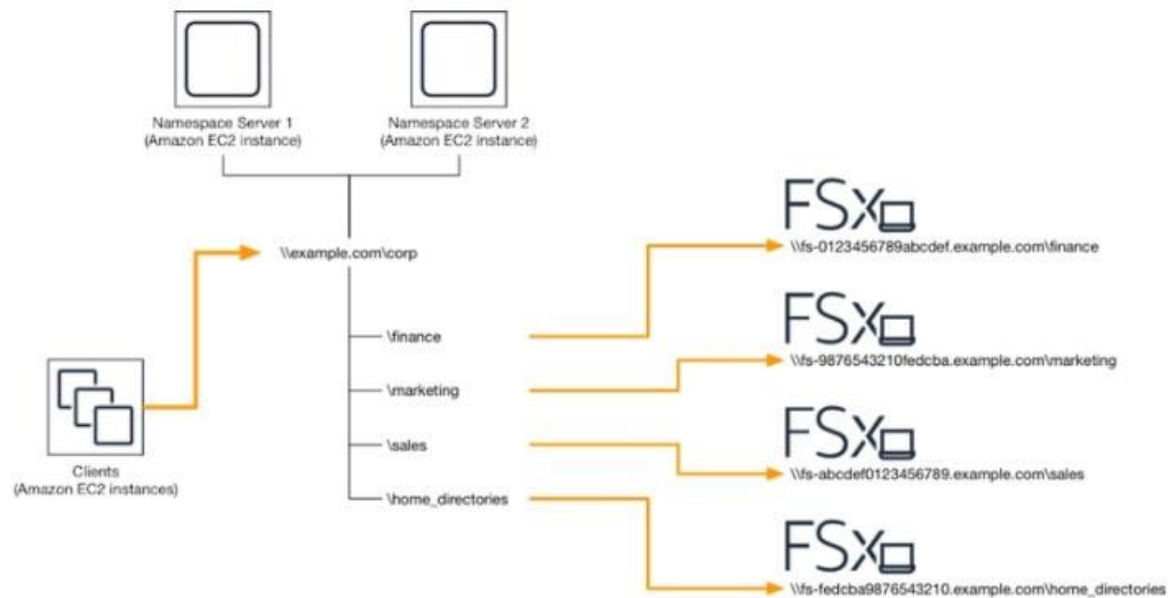 Namespace Server 1
(Amazon EC2 instance)
Namespace Server 2
(Amazon EC2 instance)
\\example.com\corp
\finance
\marketing
\sales
\home_directories
Clients
(Amazon EC2 instances)
FSx
\\fs-0123456789abcdef.example.com\finance
FSx
\\fs-9876543210fedcba.example.com\marketing
FSx
\\fs-abcdef0123456789.example.com\sales
FSx
\\fs-fedcba9876543210.example.com\home_directories